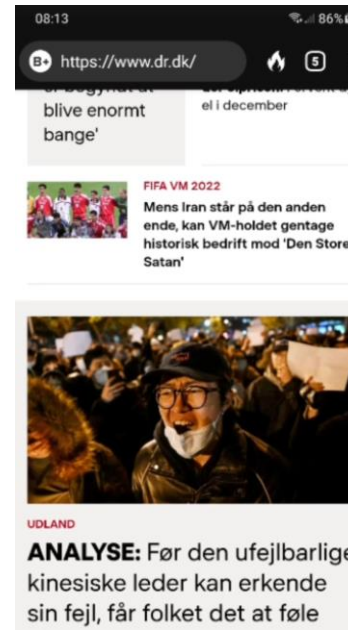 08:13
86%
B+
https://www.dr.dk/
5
blive enormt
bange'
el i december
FIFA VM 2022
Mens Iran står på den anden
ende, kan VM-holdet gentage
historisk bedrift mod 'Den Store
Satan'
UDLAND
ANALYSE: Før den ufejlbarlige
kinesiske leder kan erkende
sin fejl, får folket det at føle